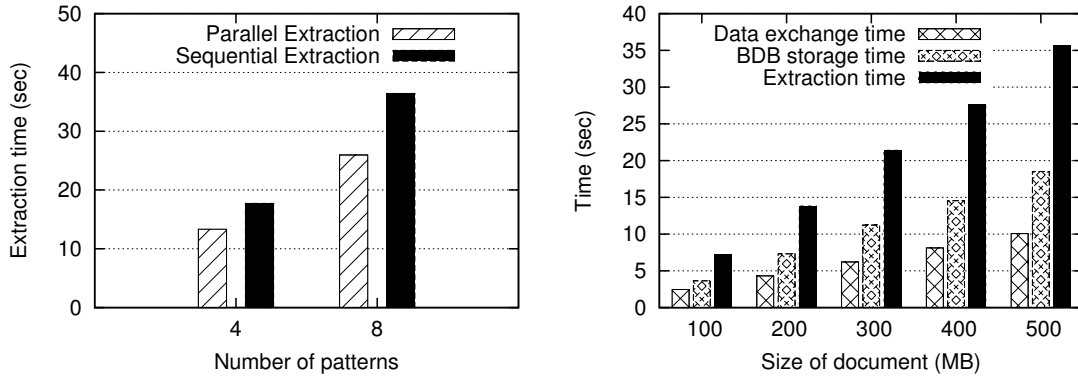 50
40
30
20
10
0
Extraction time (sec)
Parallel Extraction
Sequential Extraction
4
8
Number of patterns
40
35
30
25
20
15
10
5
0
Time (sec)
Data exchange time
BDB storage time
Extraction time
100
200
300
400
500
Size of document (MB)